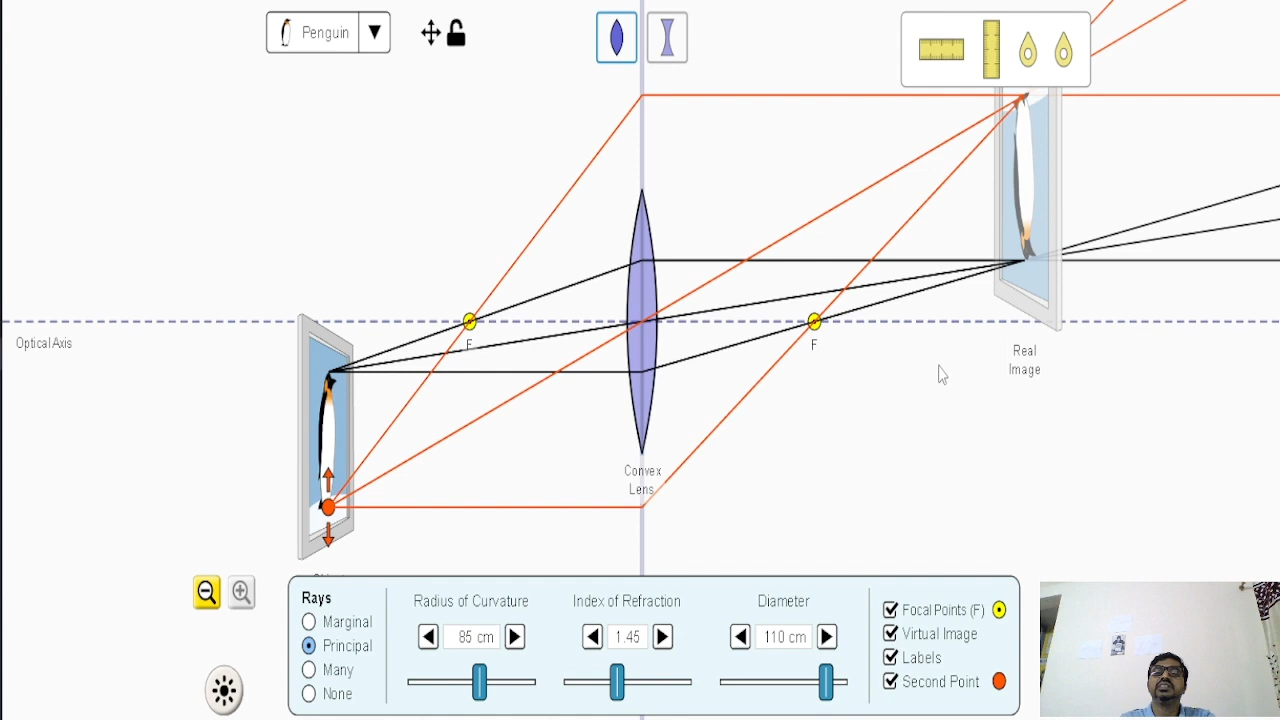 Penguin
Optical Axis
F
F
Real
Image
Convex
Lens
Rays
Marginal
Principal
Many
None
Radius of Curvature
85 cm
Index of Refraction
1.45
Diameter
110 cm
Focal Points (F)
Virtual Image
Labels
Second Point